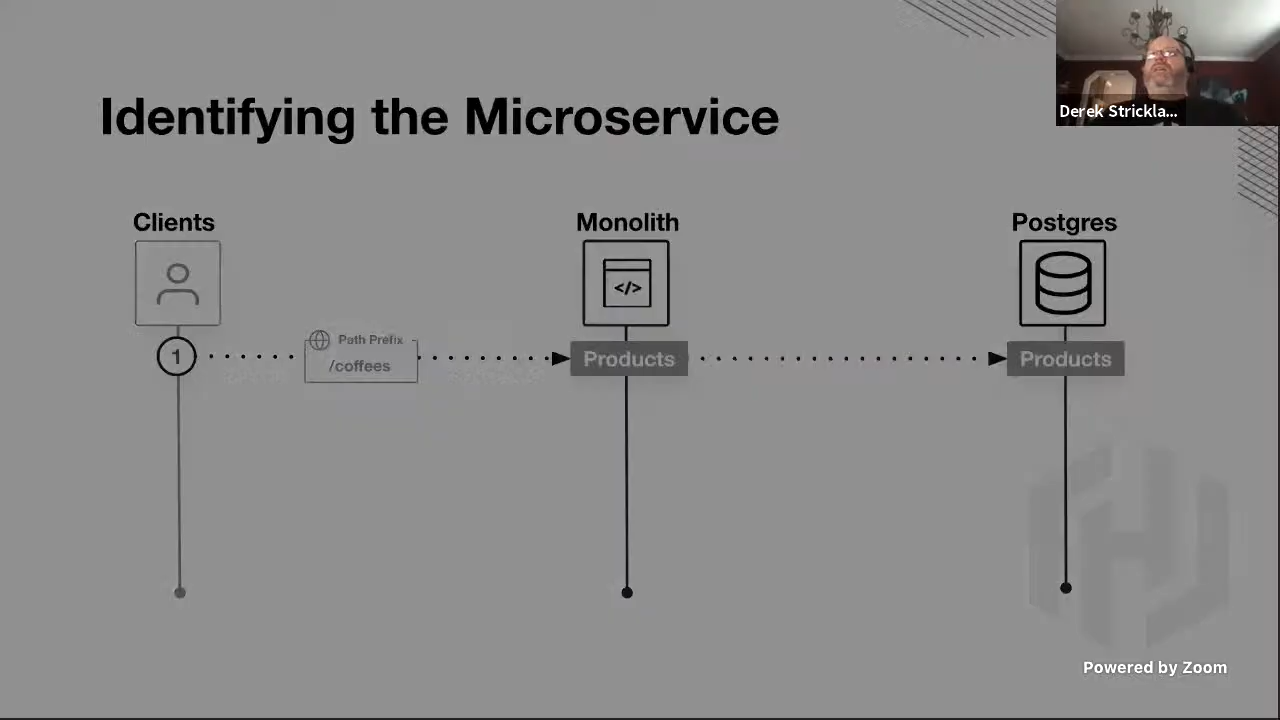 Derek Strickla...
Identifying the Microservice
Clients
Monolith
Postgres
</>
1
Path Prefix
/coffees
Products
Products
Powered by Zoom